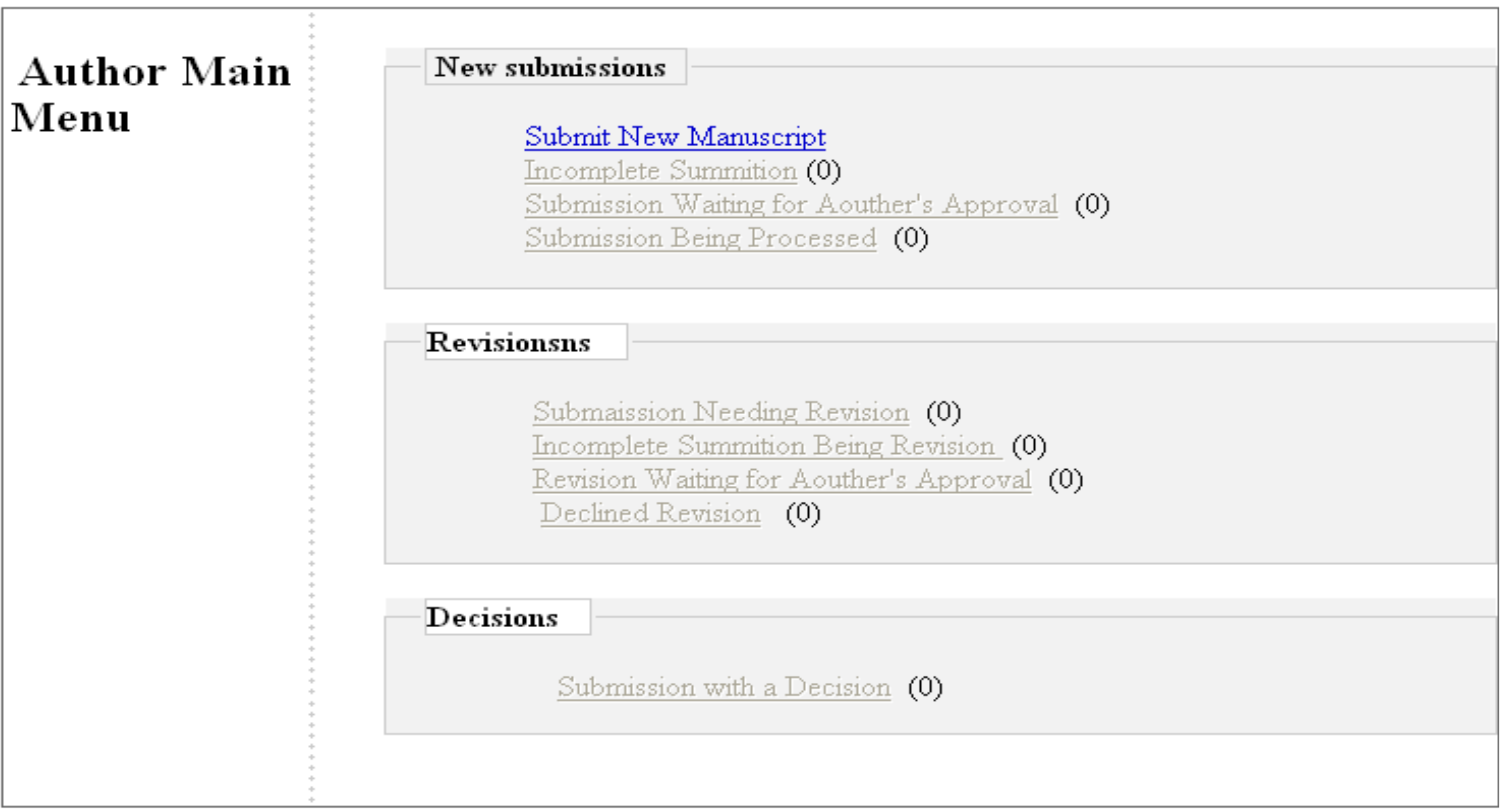 Author Main
Menu
New submissions
Submit New Manuscript
Incomplete Summition (0)
Submission Waiting for Aouther's Approval (0)
Submission Being Processed (0)
Revisionsns
Submaission Needing Revision (0)
Incomplete Summition Being Revision (0)
Revision Waiting for Aouther's Approval (0)
Declined Revision (0)
Decisions
Submission with a Decision (0)